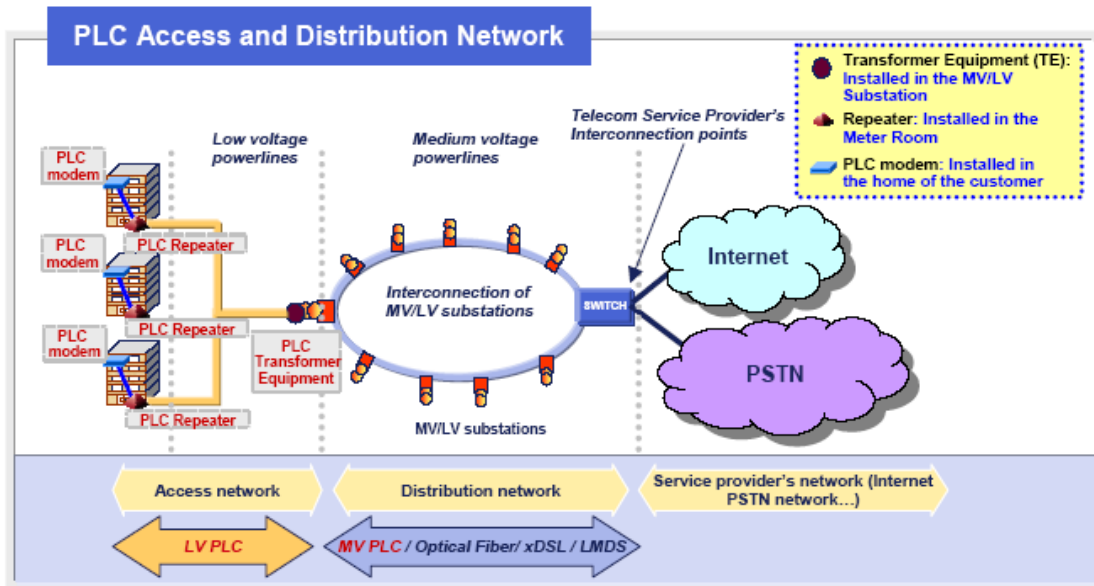 PLC Access and Distribution Network
Transformer Equipment (TE):
Installed in the MV/LV
Substation
Repeater: Installed in the
Meter Room
PLC modem: Installed in
the home of the customer
Low voltage
powerlines
Medium voltage
powerlines
Telecom Service Provider's
Interconnection points
PLC
modem
PLC Repeater
PLC
modem
PLC Repeater
PLC
modem
PLC Repeater
PLC
Transformer
Equipment
Interconnection of
MV/LV substations
SWITCH
Internet
PSTN
MV/LV substations
Access network
Distribution network
Service provider's network (Internet
PSTN network...)
LV PLC
MV PLC / Optical Fiber/ xDSL / LMDS